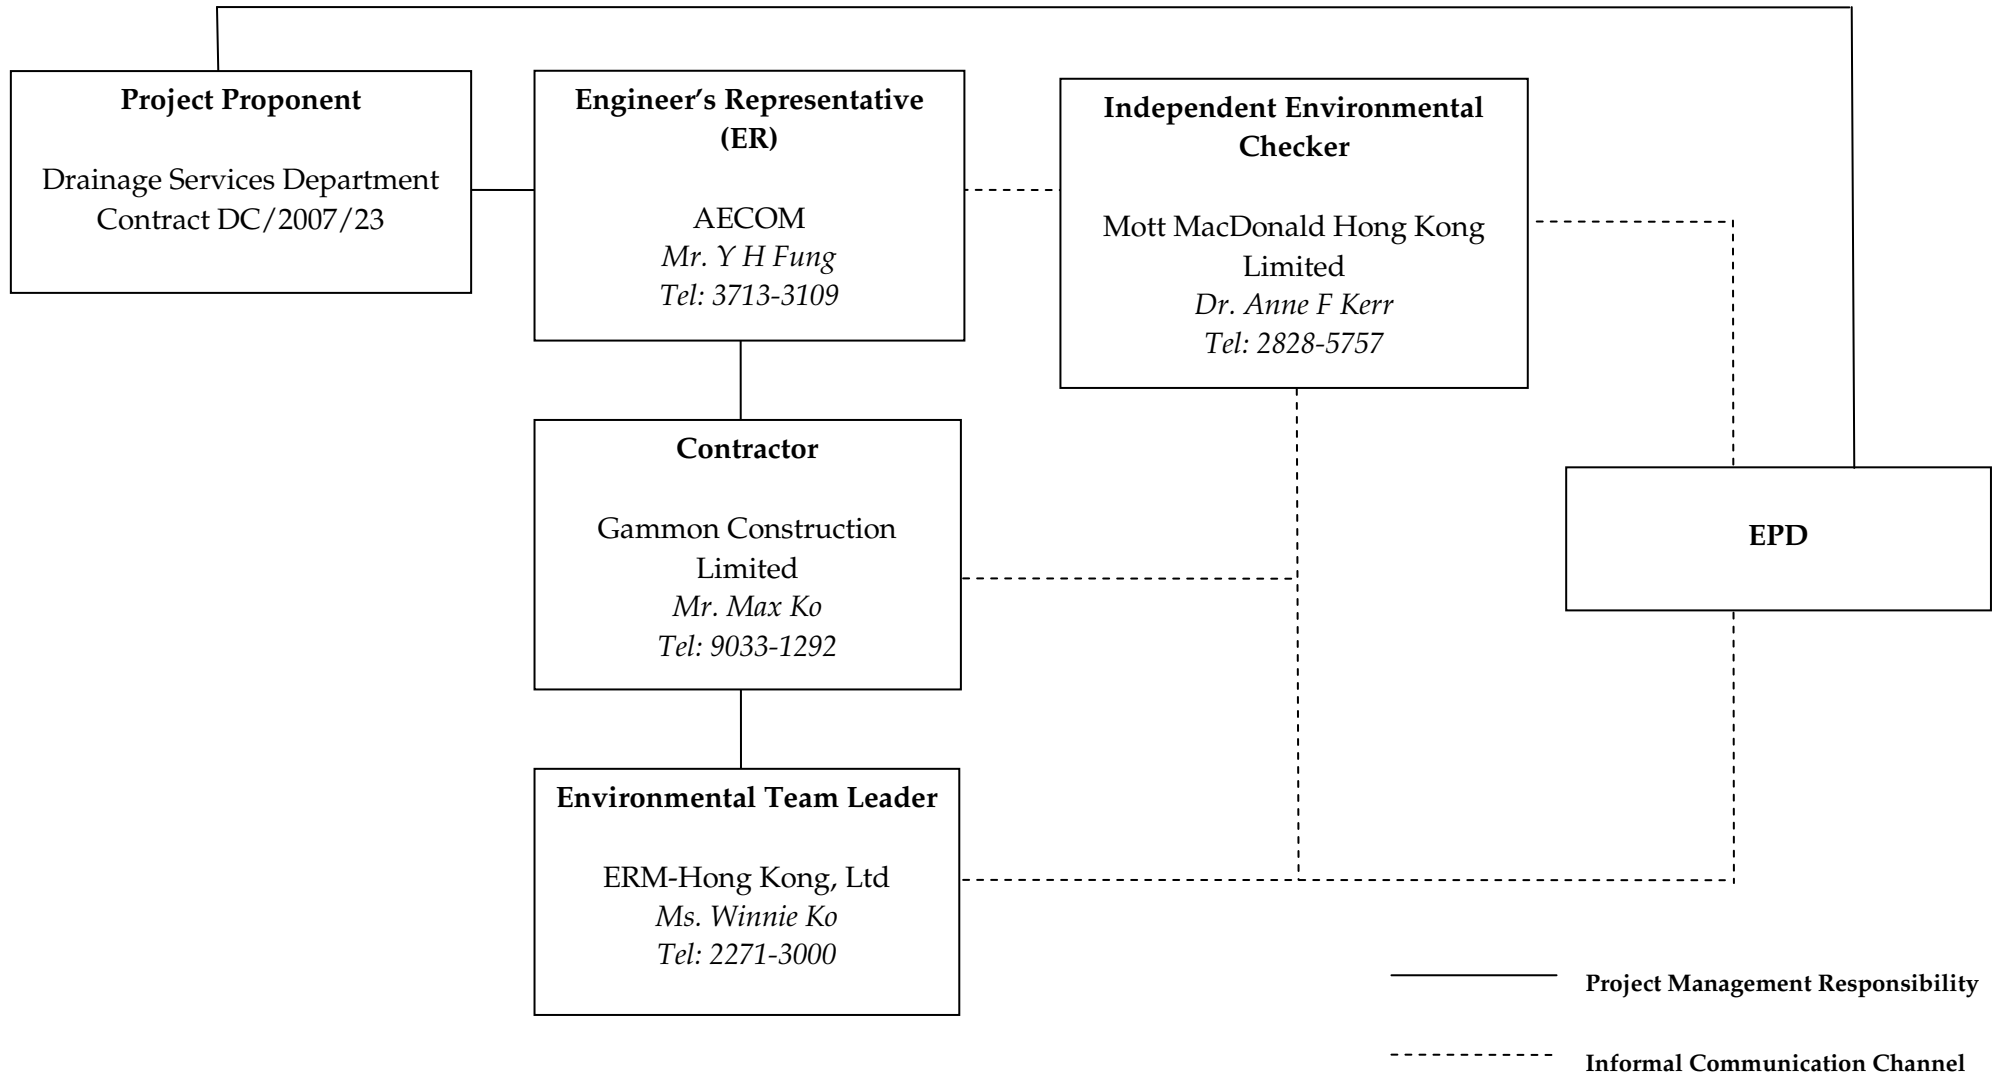 Project Proponent
Drainage Services Department
Contract DC/2007/23
Engineer’s Representative
(ER)
AECOM
Mr. Y H Fung
Tel: 3713-3109
Independent Environmental
Checker
Mott MacDonald Hong Kong
Limited
Dr. Anne F Kerr
Tel: 2828-5757
Contractor
Gammon Construction
Limited
Mr. Max Ko
Tel: 9033-1292
EPD
Environmental Team Leader
ERM-Hong Kong, Ltd
Ms. Winnie Ko
Tel: 2271-3000
Project Management Responsibility
Informal Communication Channel